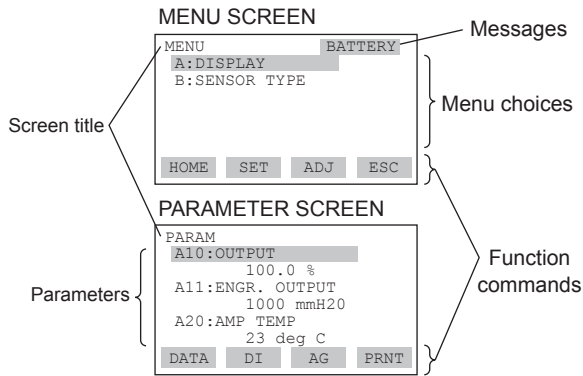 MENU SCREEN
Messages
MENU BATTERY
A:DISPLAY
B:SENSOR TYPE
Menu choices
Screen title
HOME SET ADJ ESC
PARAMETER SCREEN
PARAM
A10:OUTPUT
100.0 %
A11:ENGR. OUTPUT
1000 mmH20
A20:AMP TEMP
23 deg C
Parameters
Function
commands
DATA DI AG PRNT